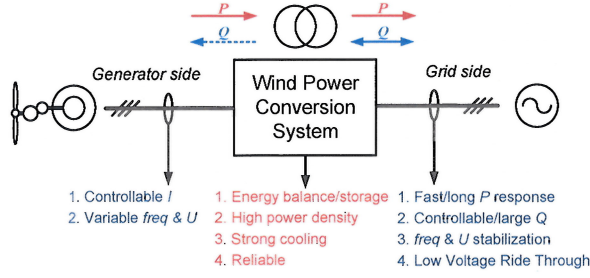 P
P
Q
Q
Generator side
Wind Power
Conversion
System
Grid side
1. Controllable I
2. Variable freq & U
1. Energy balance/storage
2. High power density
3. Strong cooling
4. Reliable
1. Fast/long P response
2. Controllable/large Q
3. freq & U stabilization
4. Low Voltage Ride Through